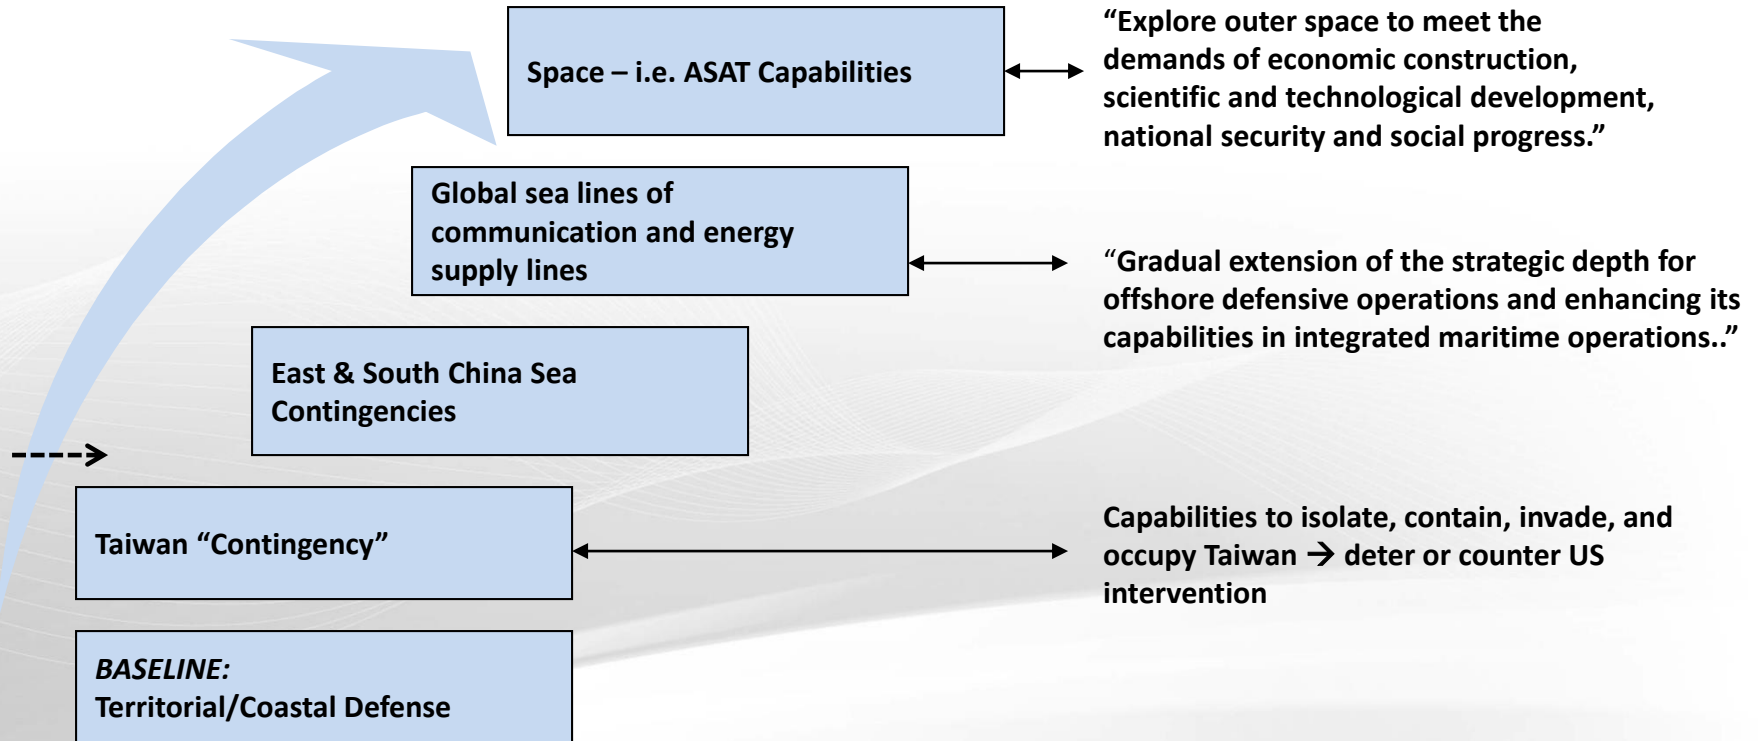 Space – i.e. ASAT Capabilities
“Explore outer space to meet the
demands of economic construction,
scientific and technological development,
national security and social progress.”
Global sea lines of
communication and energy
supply lines
“Gradual extension of the strategic depth for
offshore defensive operations and enhancing its
capabilities in integrated maritime operations..”
East & South China Sea
Contingencies
Taiwan “Contingency”
Capabilities to isolate, contain, invade, and
occupy Taiwan → deter or counter US
intervention
BASELINE:
Territorial/Coastal Defense